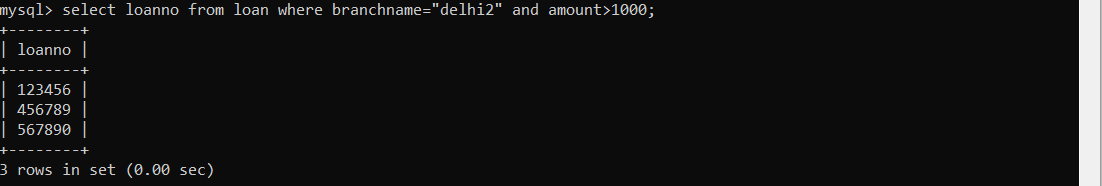 mysql> select loanno from loan where branchname="delhi2" and amount>1000;
+--------+
| loanno |
+--------+
| 123456 |
| 456789 |
| 567890 |
+--------+
3 rows in set (0.00 sec)